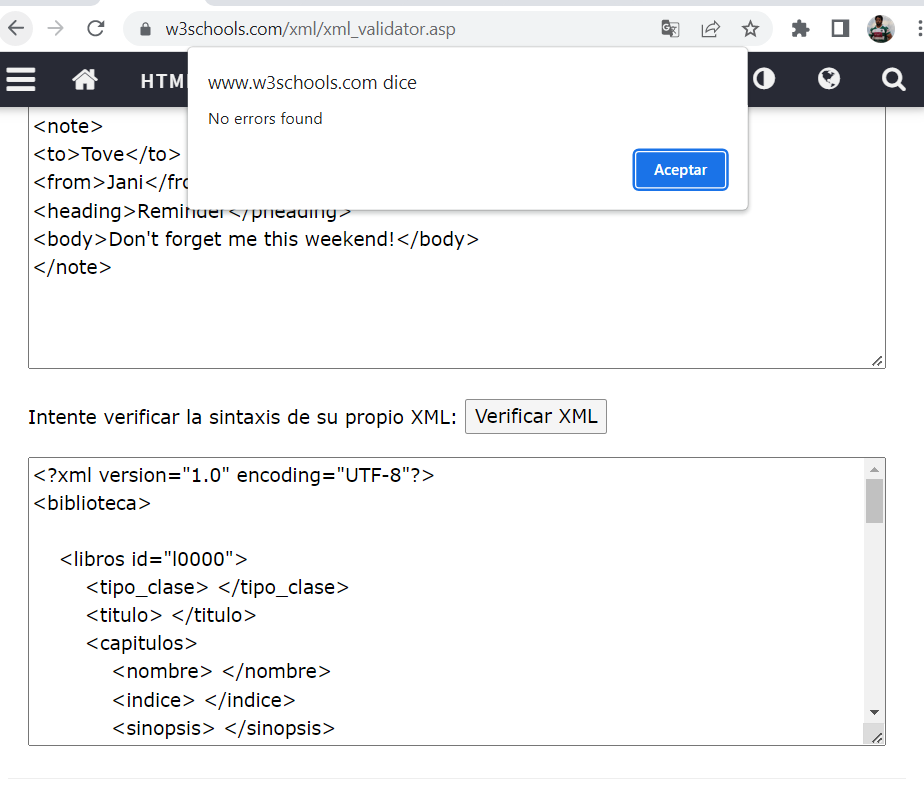 w3schools.com/xml/xml_validator.asp
HTM
www.w3schools.com dice
No errors found
Aceptar
<note>
<to>Tove</to>
<from>Jani</fro
<heading>Reminder</pheading>
<body>Don't forget me this weekend!</body>
</note>
Intente verificar la sintaxis de su propio XML:
Verificar XML
<?xml version="1.0" encoding="UTF-8"?>
<biblioteca>
<libros id="l0000">
<tipo_clase> </tipo_clase>
<titulo> </titulo>
<capitulos>
<nombre> </nombre>
<indice> </indice>
<sinopsis> </sinopsis>